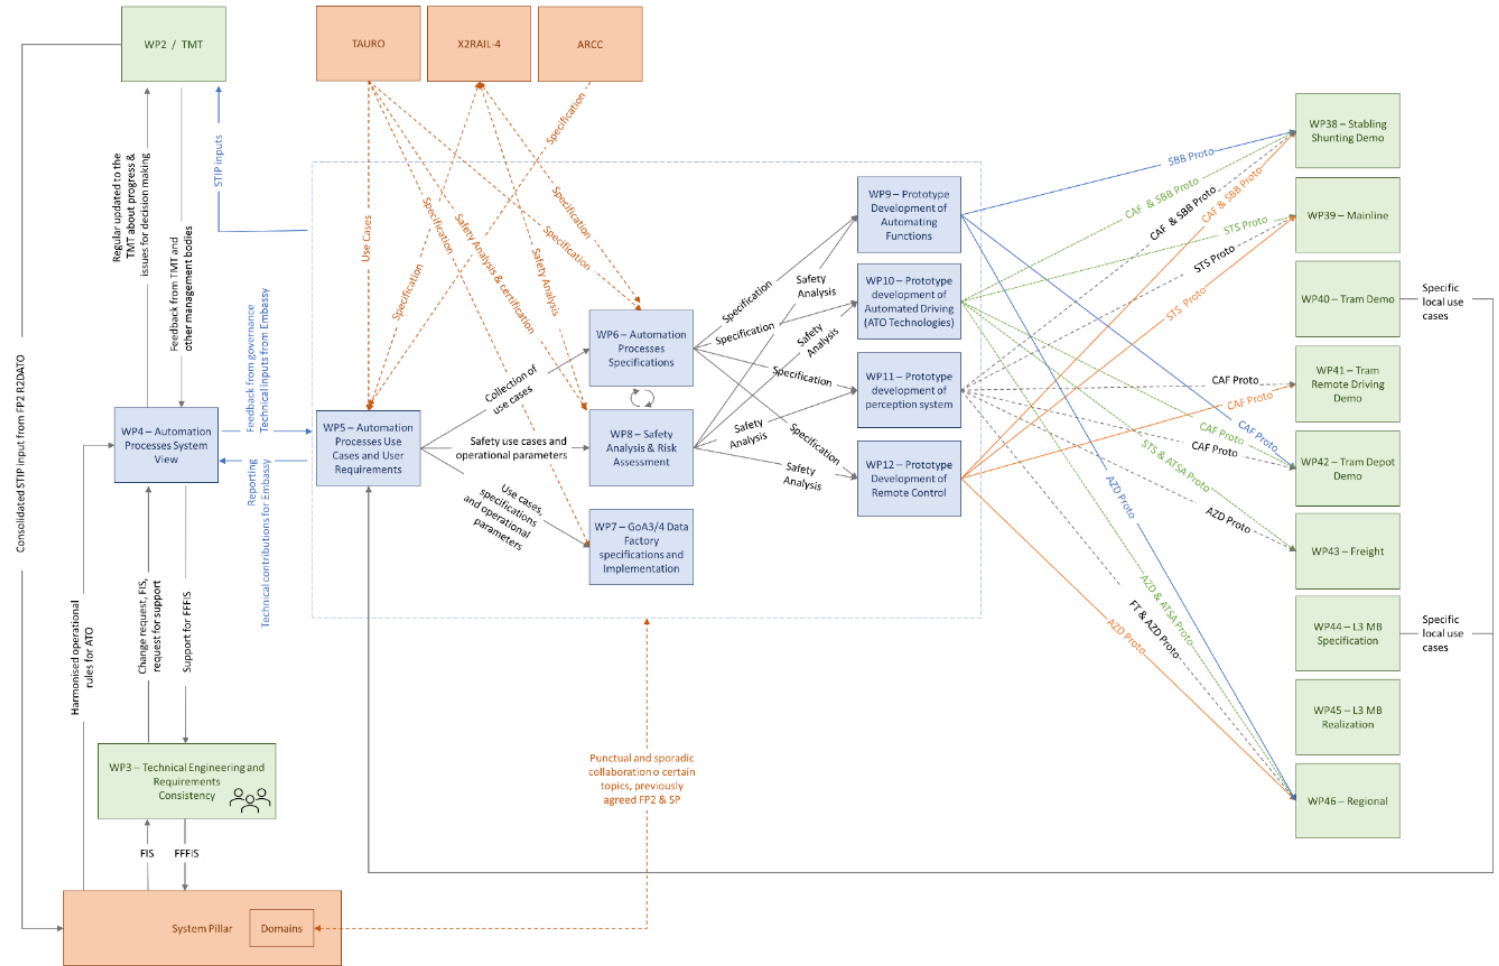 WP2 / TMT
TAURO
X2RAIL-4
ARCC
Specification
STIP inputs
Regular updated to the
TMT about progress &
issues for decision making
Feedback from TMT and
other management bodies
Feedback from governance
Technical inputs from Embassy
Reporting
Technical contributions for Embassy
Consolidated STIP input from FP2 R2DATO
Harmonised operational
rules for ATO
Change request, FIS,
request for support
Support for FFFIS
WP4 – Automation
Processes System
View
WP3 – Technical Engineering and
Requirements
Consistency
FIS
FFFIS
System Pillar
Domains
Use Cases
Specification
Specification
Safety Analysis & certification
Safety Analysis
Specification
Specification
WP5 – Automation
Processes Use
Cases and User
Requirements
Collection of
use cases
Safety use cases and
operational parameters
Use cases,
specifications
and operational
parameters
WP6 – Automation
Processes
Specifications
WP8 – Safety
Analysis & Risk
Assessment
WP7 – GoA3/4 Data
Factory
specifications and
Implementation
Specification
Specification
Specification
Specification
Safety
Analysis
Safety
Analysis
Safety
Analysis
Safety
Analysis
WP9 – Prototype
Development of
Automating
Functions
WP10 – Prototype
development of
Automated Driving
(ATO Technologies)
WP11 – Prototype
development of
perception system
WP12 – Prototype
Development of
Remote Control
SBB Proto
CAF & SBB Proto
CAF & SBB Proto
CAF & SBB Proto
STS Proto
STS Proto
STS Proto
CAF Proto
CAF Proto
CAF Proto
CAF Proto
CAF Proto
STS & ATSA Proto
AZD Proto
AZD Proto
AZD & ATSA Proto
FT & AZD Proto
AZD Proto
WP38 – Stabling
Shunting Demo
WP39 – Mainline
WP40 – Tram Demo
WP41 – Tram
Remote Driving
Demo
WP42 – Tram Depot
Demo
WP43 – Freight
WP44 – L3 MB
Specification
WP45 – L3 MB
Realization
WP46 – Regional
Specific
local use
cases
Specific
local use
cases
Punctual and sporadic
collaboration o certain
topics, previously
agreed FP2 & SP